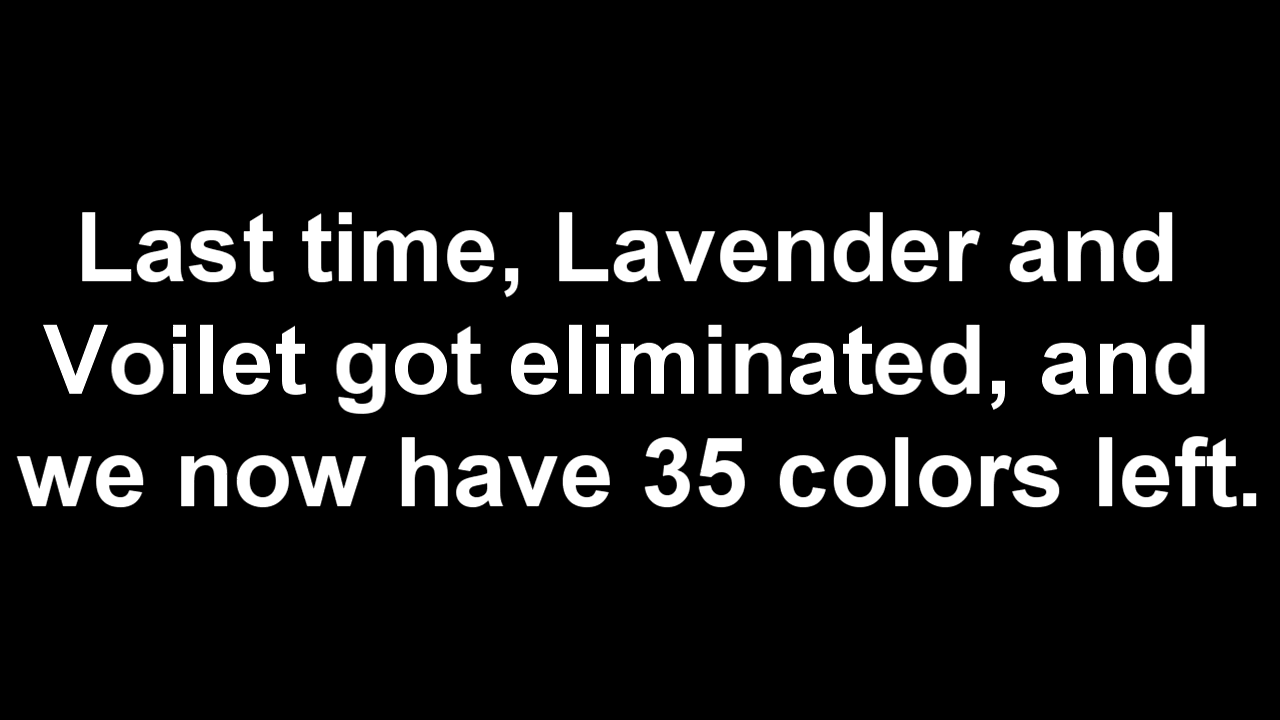 Last time, Lavender and
Voilet got eliminated, and
we now have 35 colors left.